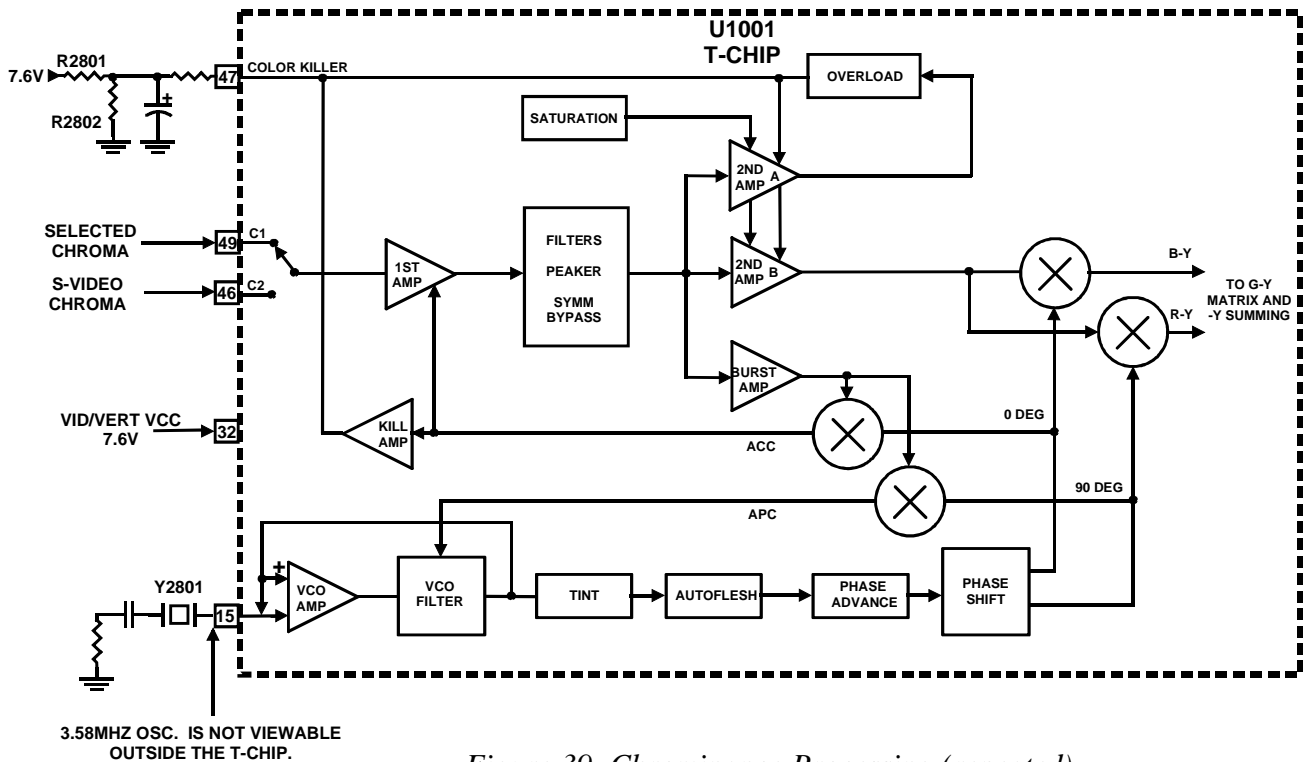 U1001
T-CHIP
R2801
7.6V
47
COLOR KILLER
OVERLOAD
R2802
+
SATURATION
2ND
AMP A
SELECTED
CHROMA
49
C1
S-VIDEO
CHROMA
46
C2
1ST
AMP
FILTERS
PEAKER
SYMM
BYPASS
2ND
AMP B
B-Y
TO G-Y
MATRIX AND
-Y SUMMING
R-Y
BURST
AMP
VID/VERT VCC
7.6V
32
KILL
AMP
ACC
0 DEG
APC
90 DEG
Y2801
15
+
VCO
AMP
VCO
FILTER
TINT
AUTOFLESH
PHASE
ADVANCE
PHASE
SHIFT
3.58MHZ OSC. IS NOT VIEWABLE
OUTSIDE THE T-CHIP.